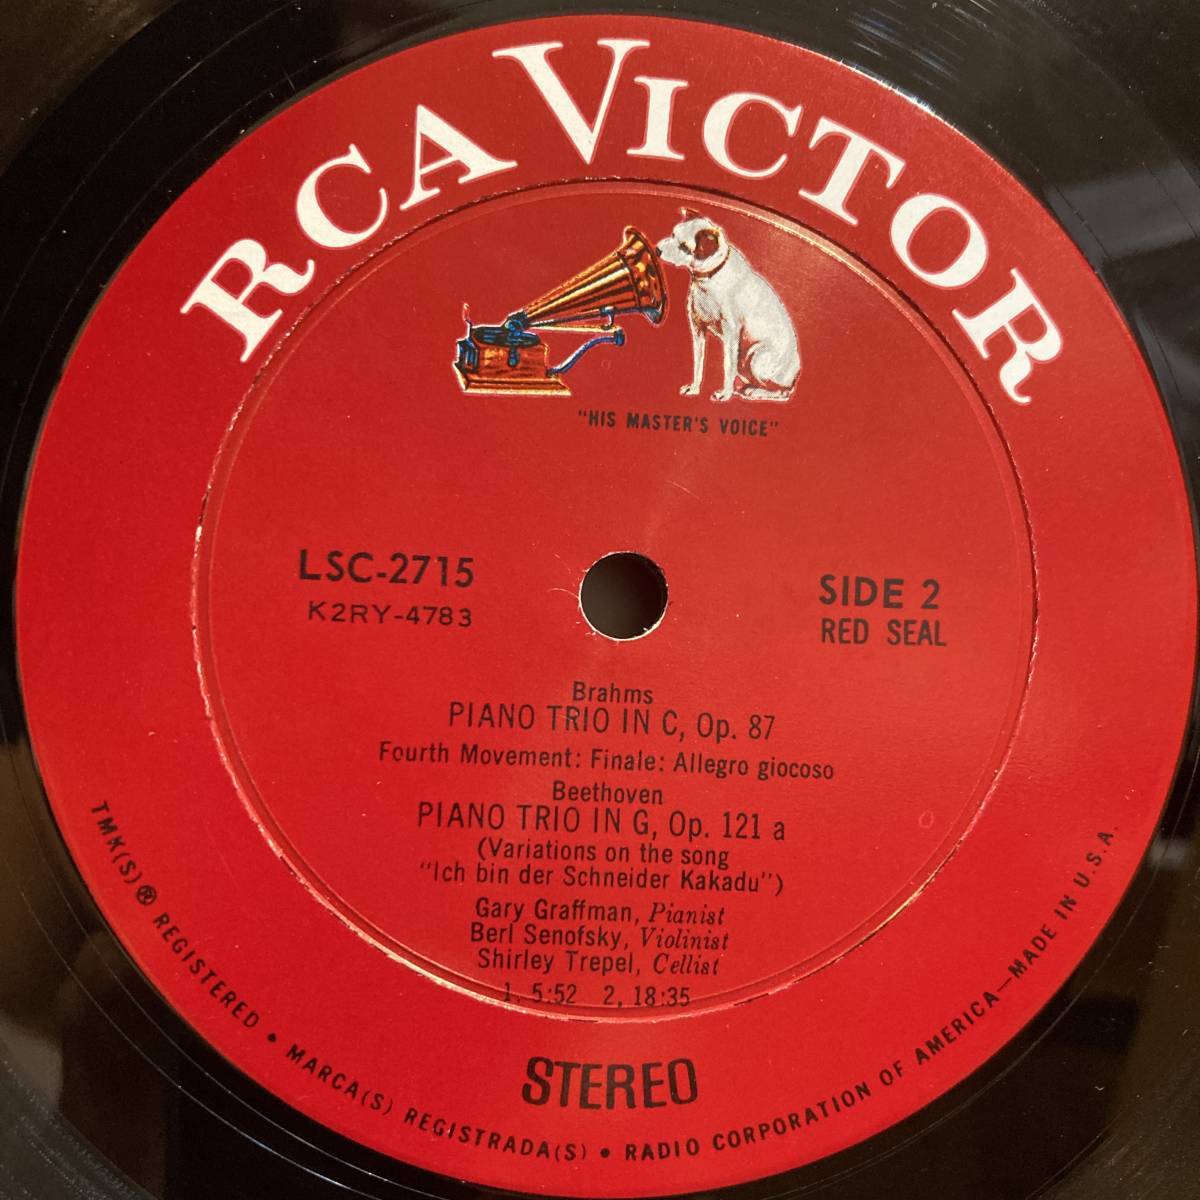 RCA VICTOR
"HIS MASTER'S VOICE"
LSC-2715
K2RY-4783
SIDE 2
RED SEAL
Brahms
PIANO TRIO IN C, Op. 87
Fourth Movement: Finale: Allegro giocoso
Beethoven
PIANO TRIO IN G, Op. 121 a
(Variations on the song
"Ich bin der Schneider Kakadu")
Gary Graffman, Pianist
Berl Senofsky, Violinist
Shirley Trepel, Cellist
1, 5:52 2, 18:35
STEREO
TMK(S) ® REGISTERED • MARCA(S) REGISTRADA(S) • RADIO CORPORATION OF AMERICA—MADE IN U.S.A.